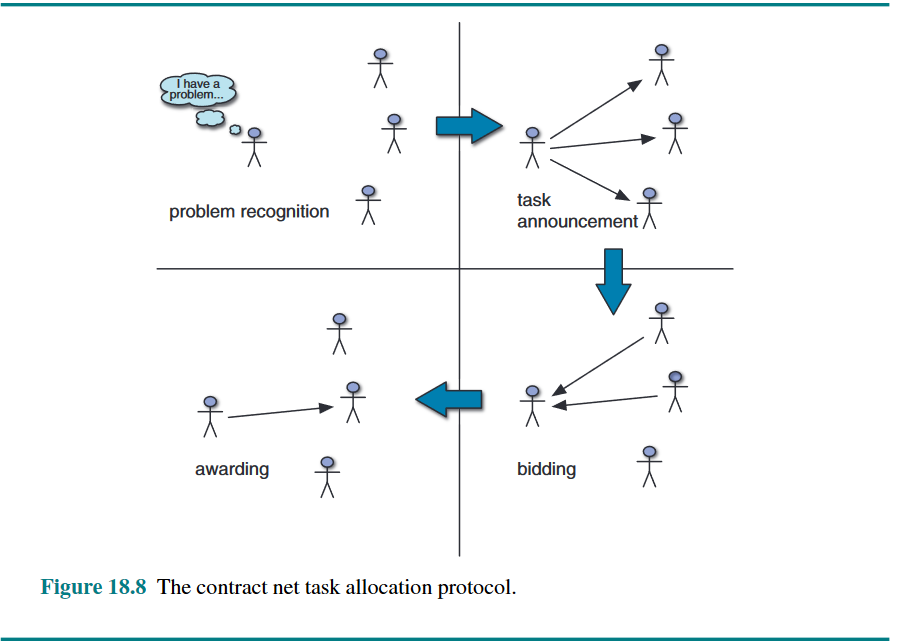 I have a
problem...
problem recognition
task
announcement
awarding
bidding
Figure 18.8 The contract net task allocation protocol.